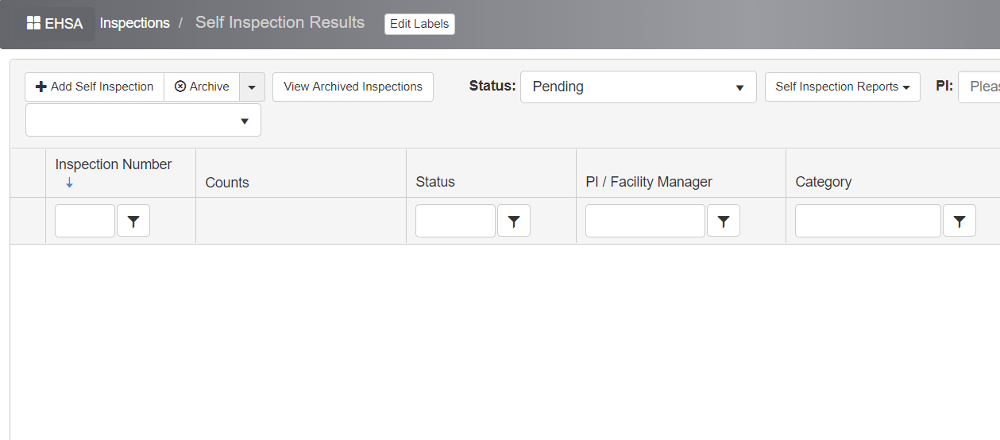 EHSA Inspections / Self Inspection Results Edit Labels
Add Self Inspection Archive View Archived Inspections Status: Pending Self Inspection Reports PI: Pleas
Inspection Number
Counts Status PI / Facility Manager Category